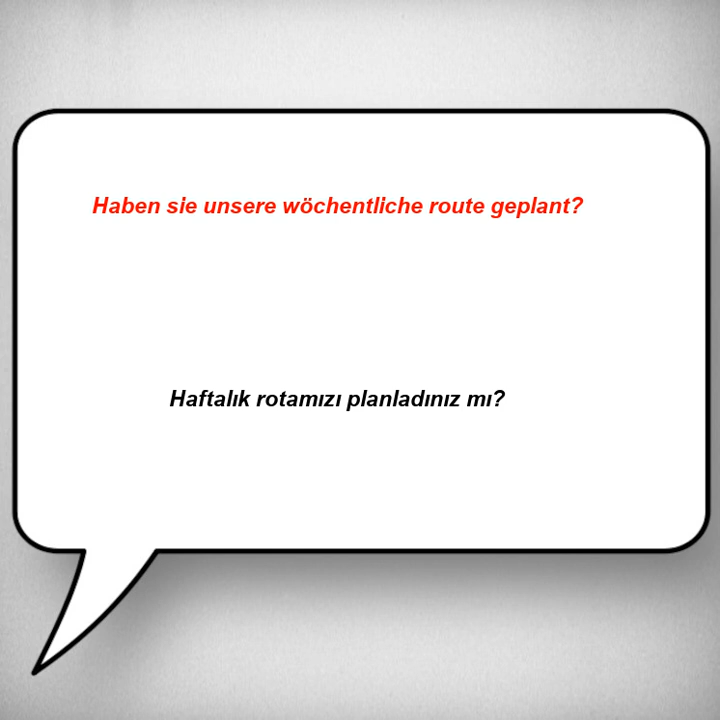 Haben sie unsere wöchentliche route geplant?
Haftalık rotamızı planladınız mı?